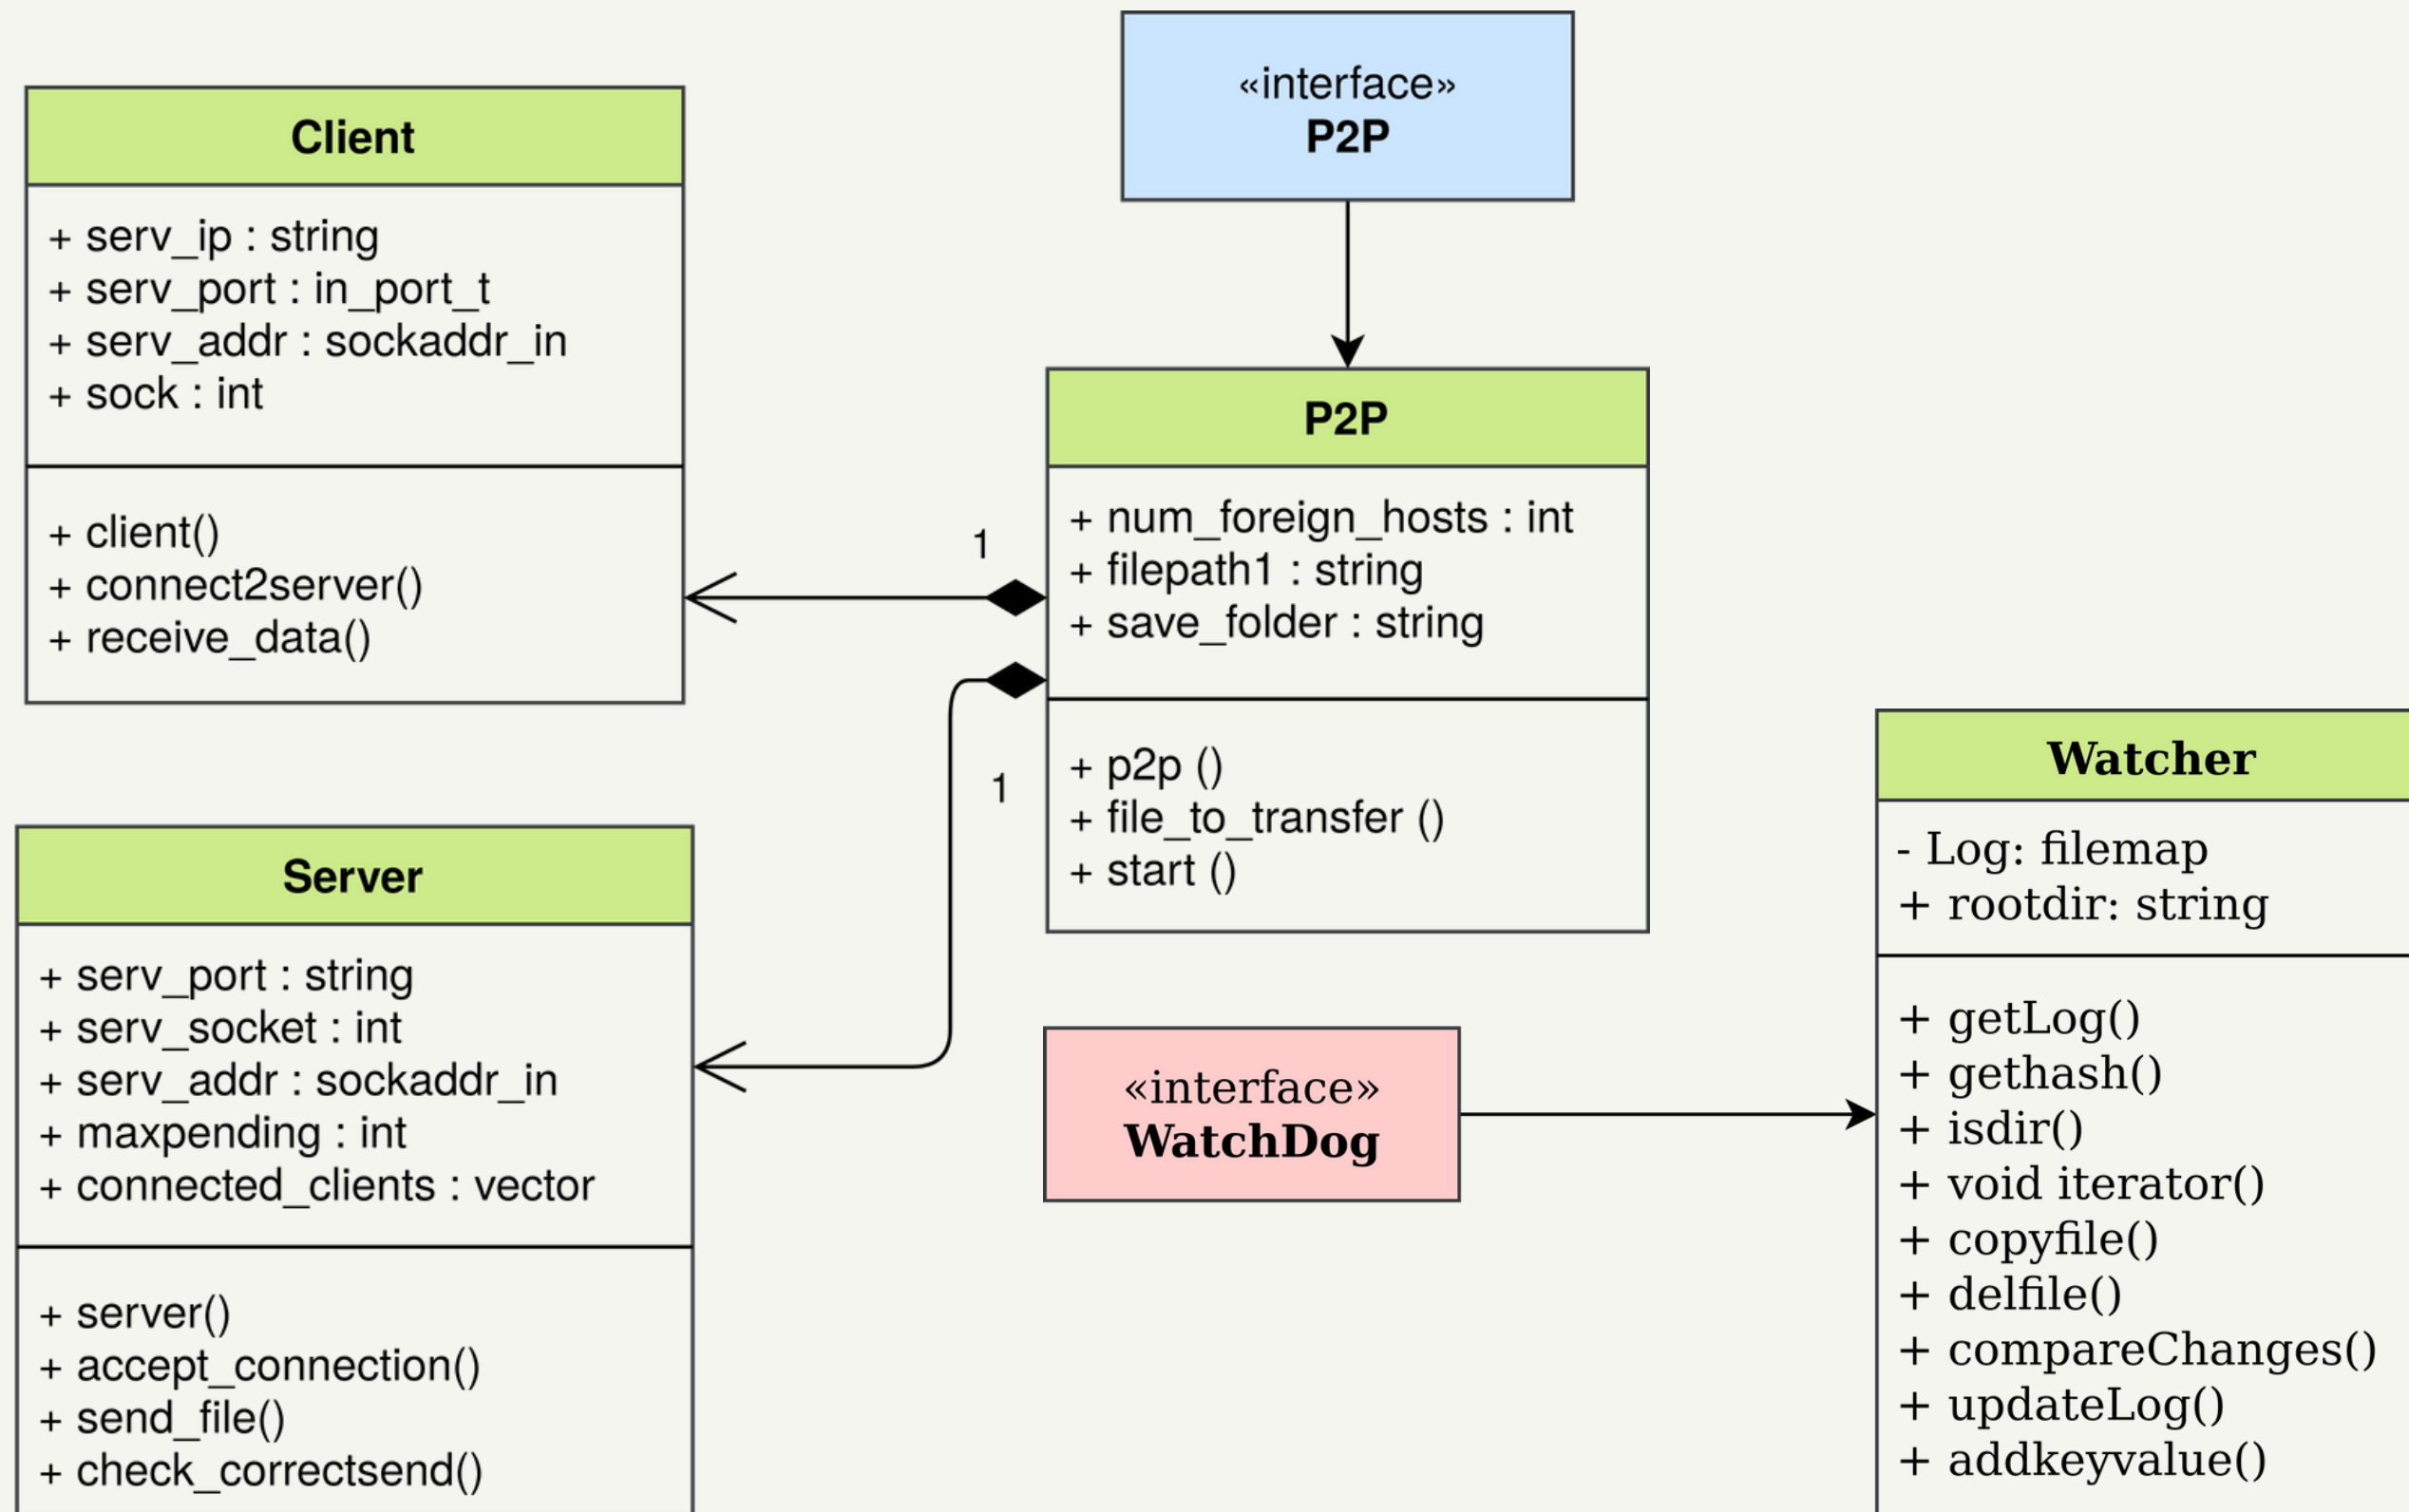 «interface»
P2P
Client
+ serv_ip : string
+ serv_port : in_port_t
+ serv_addr : sockaddr_in
+ sock : int
+ client()
+ connect2server()
+ receive_data()
1
P2P
+ num_foreign_hosts : int
+ filepath1 : string
+ save_folder : string
+ p2p ()
+ file_to_transfer ()
+ start ()
1
Server
+ serv_port : string
+ serv_socket : int
+ serv_addr : sockaddr_in
+ maxpending : int
+ connected_clients : vector
+ server()
+ accept_connection()
+ send_file()
+ check_correctsend()
«interface»
WatchDog
Watcher
- Log: filemap
+ rootdir: string
+ getLog()
+ gethash()
+ isdir()
+ void iterator()
+ copyfile()
+ delfile()
+ compareChanges()
+ updateLog()
+ addkeyvalue()